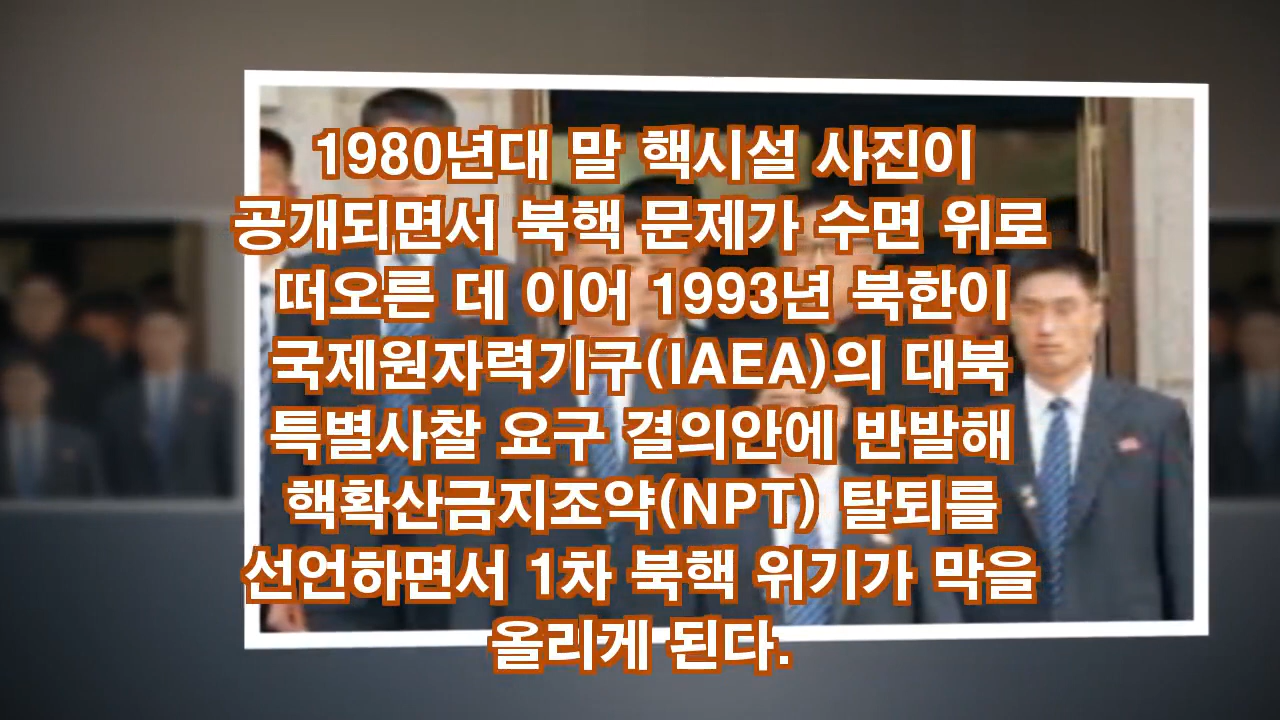 1980년대 말 핵시설 사진이
공개되면서 북핵 문제가 수면 위로
떠오른 데 이어 1993년 북한이
국제원자력기구(IAEA)의 대북
특별사찰 요구 결의안에 반발해
핵확산금지조약(NPT) 탈퇴를
선언하면서 1차 북핵 위기가 막을
올리게 된다.